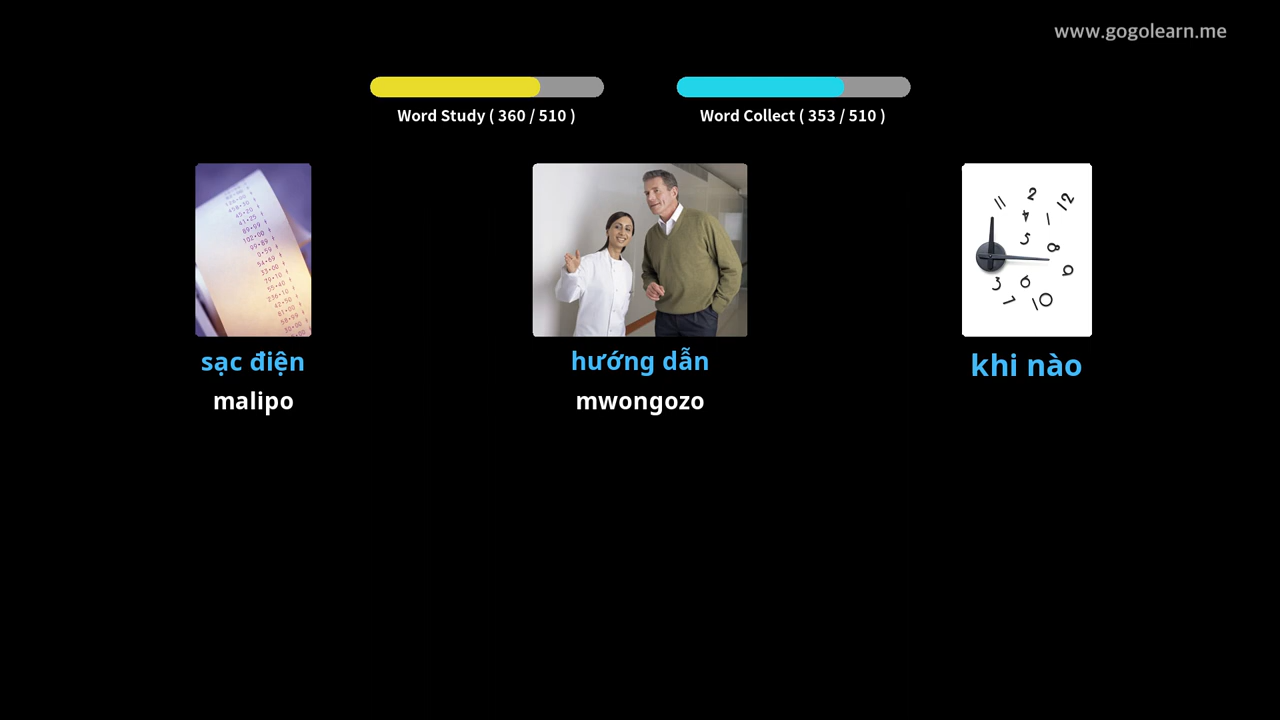 www.gogolearn.me
Word Study ( 360 / 510 )
Word Collect ( 353 / 510 )
sạc điện
malipo
hướng dẫn
mwongozo
khi nào